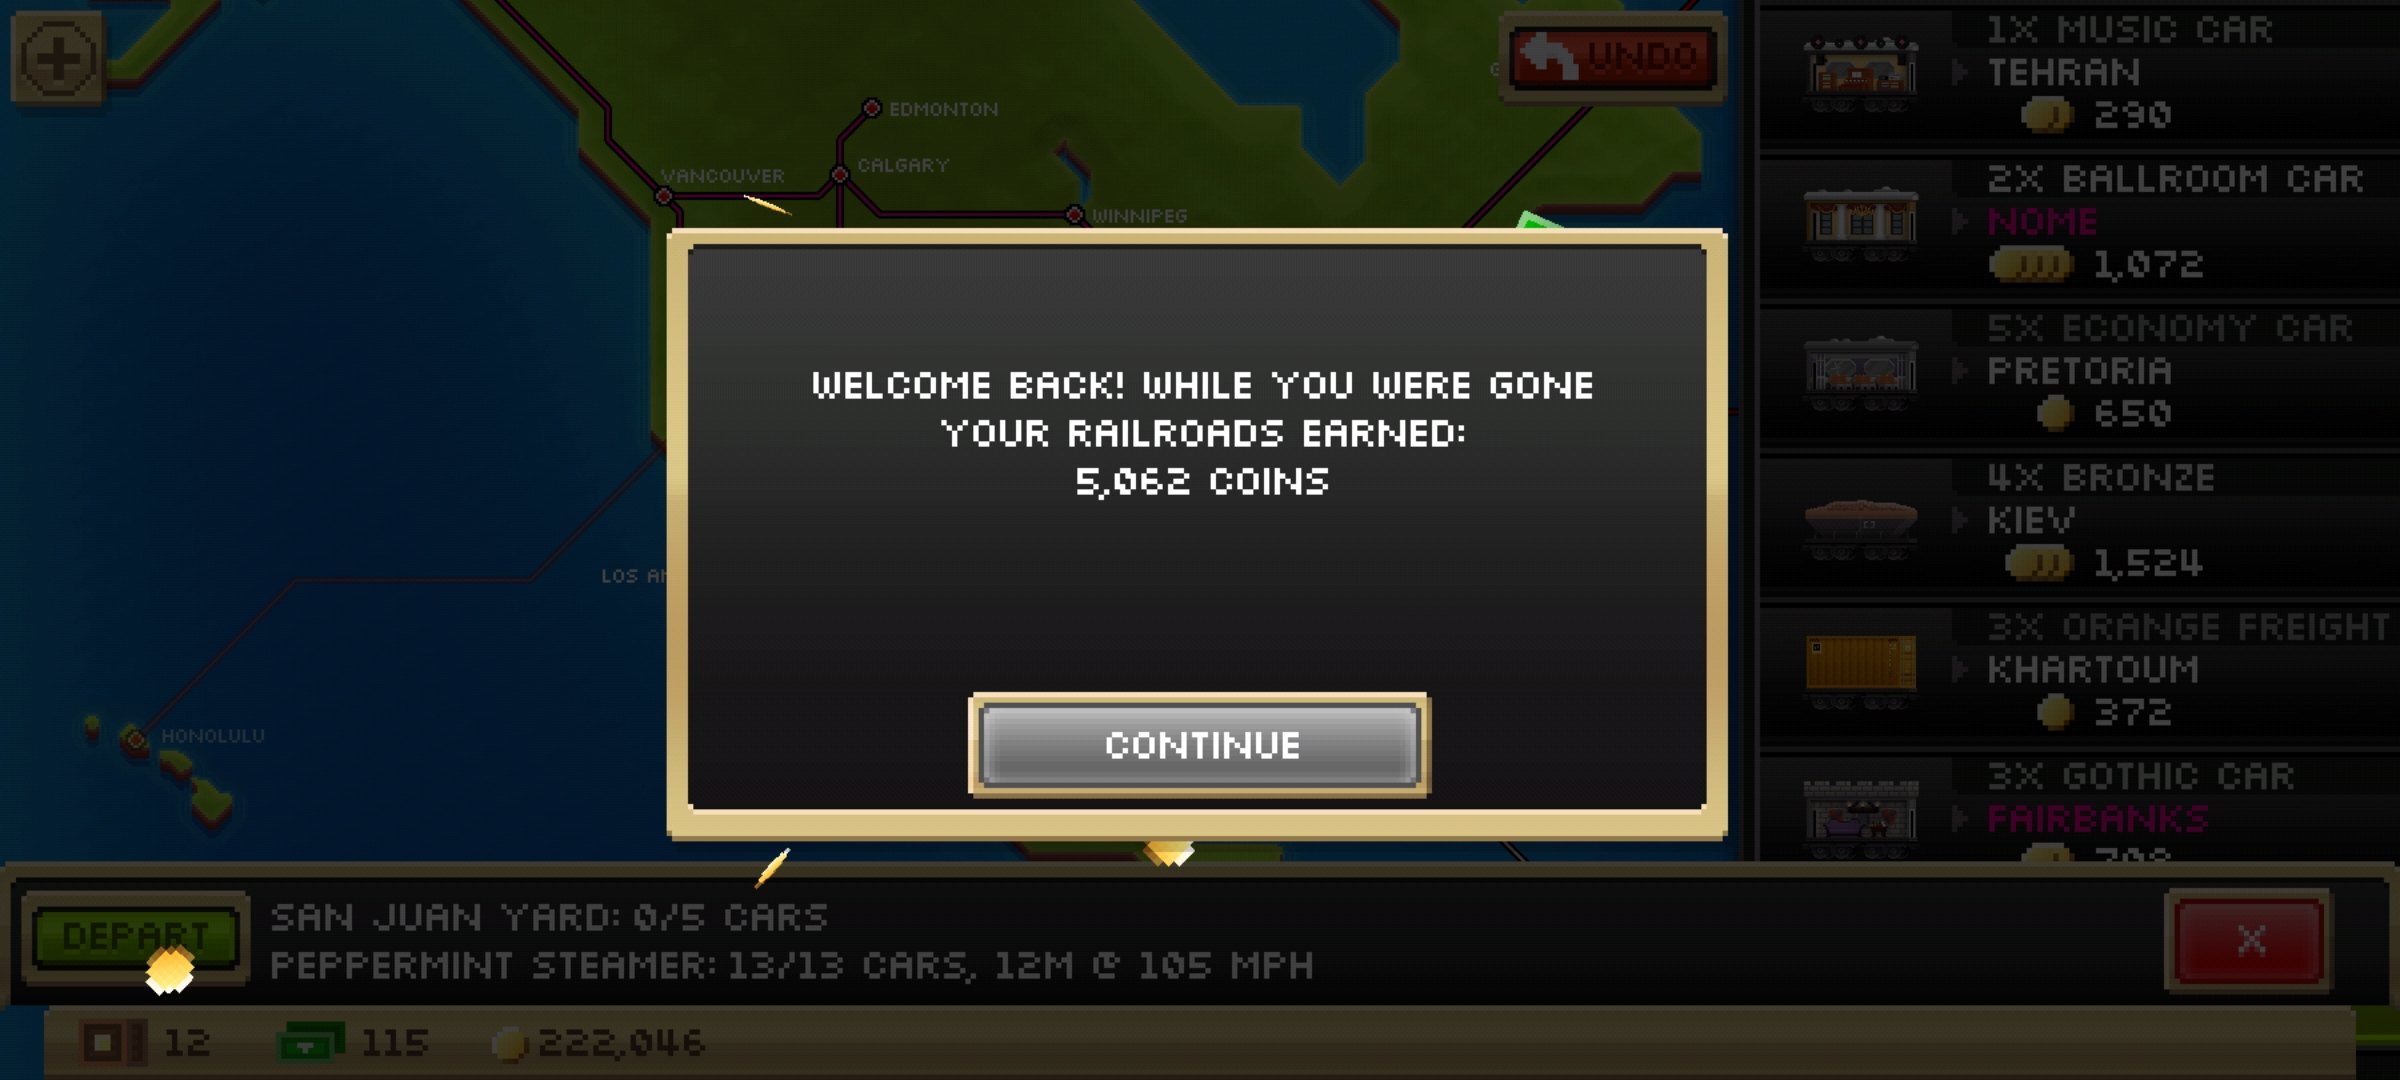 UNDO
EDMONTON
CALGARY
VANCOUVER
WINNIPEG
WELCOME BACK! WHILE YOU WERE GONE
YOUR RAILROADS EARNED:
5,062 COINS
CONTINUE
HONOLULU
1X MUSIC CAR
TEHRAN
290
2X BALLROOM CAR
NOME
1,072
5X ECONOMY CAR
PRETORIA
650
4X BRONZE
KIEV
1,524
3X ORANGE FREIGHT
KHARTOUM
372
3X GOTHIC CAR
FAIRBANKS
DEPART
SAN JUAN YARD: 0/5 CARS
PEPPERMINT STEAMER: 13/13 CARS, 12M @ 105 MPH
X
12
115
222,046